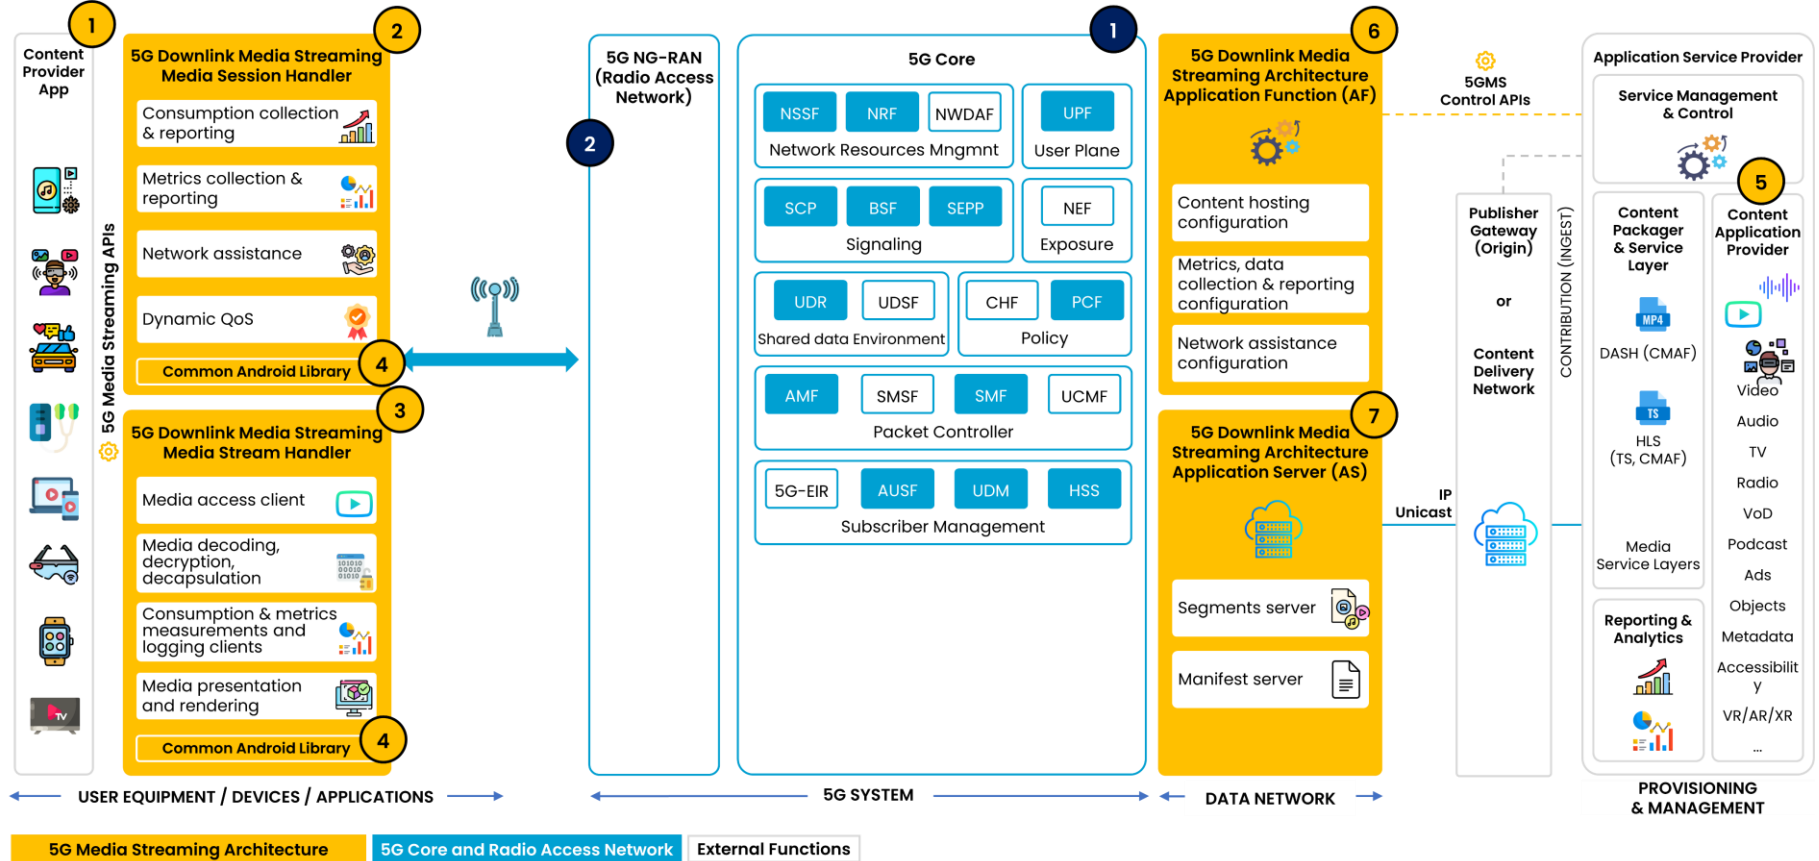 1
Content
Provider
App
5G Media Streaming APIs
2
5G Downlink Media Streaming
Media Session Handler
Consumption collection
& reporting
Metrics collection &
reporting
Network assistance
Dynamic QoS
Common Android Library
4
3
5G Downlink Media Streaming
Media Stream Handler
Media access client
Media decoding,
decryption,
decapsulation
101010
00010
01010
Consumption & metrics
measurements and
logging clients
Media presentation
and rendering
Common Android Library
4
TV
USER EQUIPMENT / DEVICES / APPLICATIONS
5G NG-RAN
(Radio Access
Network)
2
1
5G Core
NSSF NRF NWDAF
Network Resources Mngmnt
UPF
User Plane
SCP BSF SEPP
Signaling
NEF
Exposure
UDR UDSF
Shared data Environment
CHF PCF
Policy
AMF SMSF SMF UCMF
Packet Controller
5G-EIR AUSF UDM HSS
Subscriber Management
5G SYSTEM
6
5G Downlink Media
Streaming Architecture
Application Function (AF)
Content hosting
configuration
Metrics, data
collection & reporting
configuration
Network assistance
configuration
7
5G Downlink Media
Streaming Architecture
Application Server (AS)
Segments server
Manifest server
DATA NETWORK
5GMS
Control APIs
IP
Unicast
Publisher
Gateway
(Origin)
or
Content
Delivery
Network
CONTRIBUTION (INGEST)
Application Service Provider
Service Management
& Control
Content
Packager
& Service
Layer
MP4
DASH (CMAF)
TS
HLS
(TS, CMAF)
Media
Service Layers
Reporting &
Analytics
5
Content
Application
Provider
Video
Audio
TV
Radio
VoD
Podcast
Ads
Objects
Metadata
Accessibilit
y
VR/AR/XR
...
PROVISIONING
& MANAGEMENT
5G Media Streaming Architecture
5G Core and Radio Access Network
External Functions